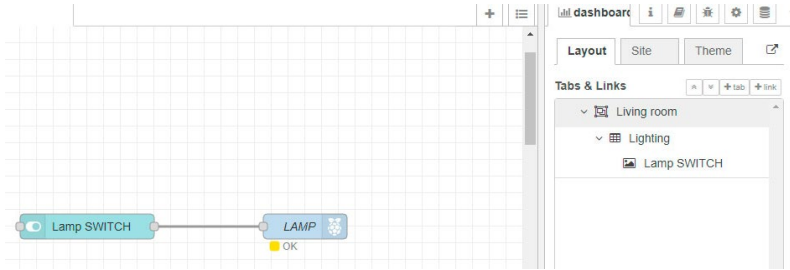 dashboard
i
Layout
Site
Theme
Tabs & Links
+ tab
+ link
Living room
Lighting
Lamp SWITCH
Lamp SWITCH
LAMP
OK